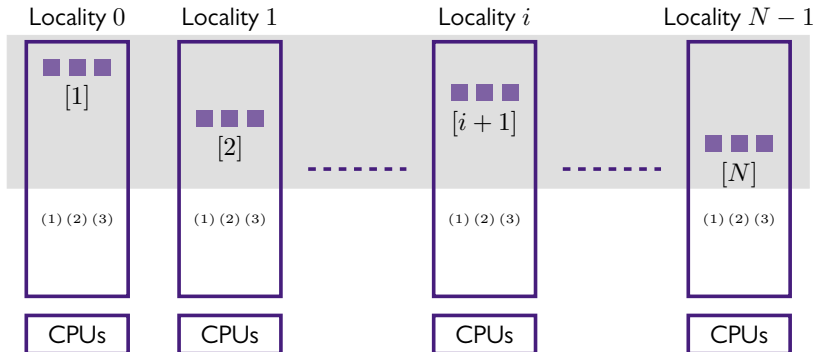 Locality 0 Locality 1 Locality i Locality N − 1
[1]
[2]
[i + 1]
[N]
(1) (2) (3) (1) (2) (3) (1) (2) (3) (1) (2) (3)
CPUs CPUs CPUs CPUs